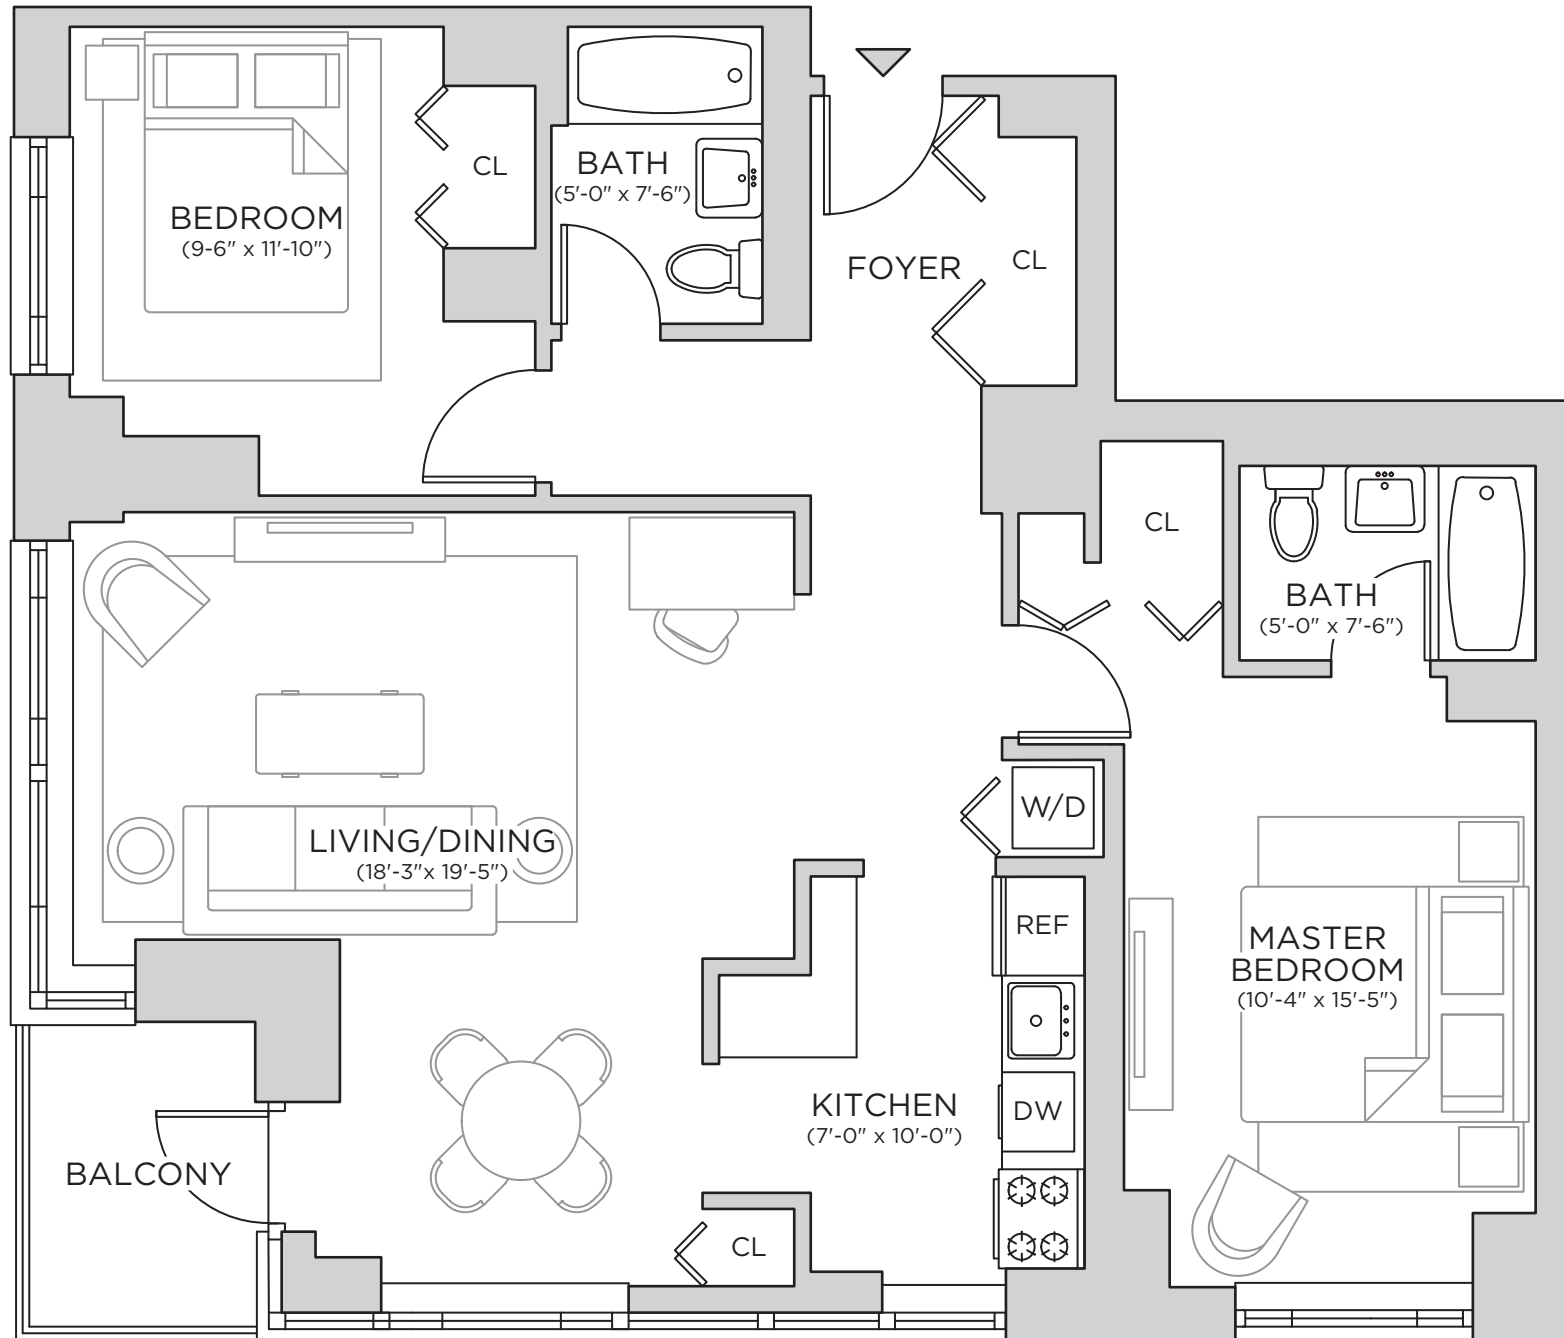 BEDROOM
(9-6" x 11'-10")
CL
BATH
(5'-0" x 7'-6")
FOYER
CL
CL
BATH
(5'-0" x 7'-6")
LIVING/DINING
(18'-3"x 19'-5")
W/D
REF
MASTER
BEDROOM
(10'-4" x 15'-5")
KITCHEN
(7'-0" x 10'-0")
DW
BALCONY
CL